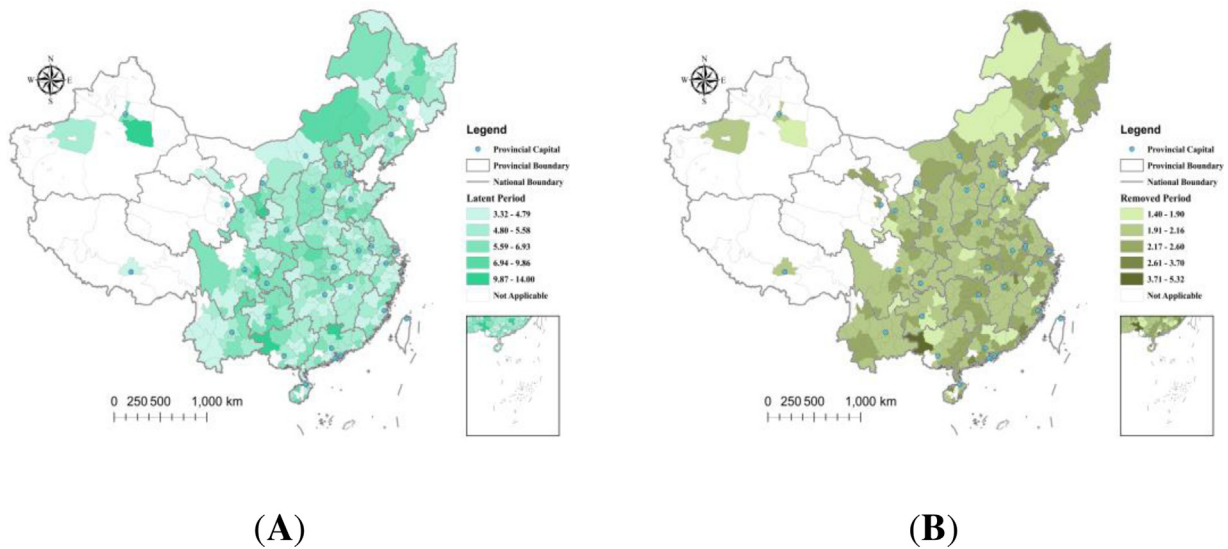 N
W E
S
Legend
Provincial Capital
Provincial Boundary
National Boundary
Latent Period
3.32 - 4.79
4.80 - 5.58
5.59 - 6.93
6.94 - 9.86
9.87 - 14.00
Not Applicable
0 250 500 1,000 km
(A)
N
W E
S
Legend
Provincial Capital
Provincial Boundary
National Boundary
Removed Period
1.40 - 1.90
1.91 - 2.16
2.17 - 2.60
2.61 - 3.70
3.71 - 5.32
Not Applicable
0 250 500 1,000 km
(B)